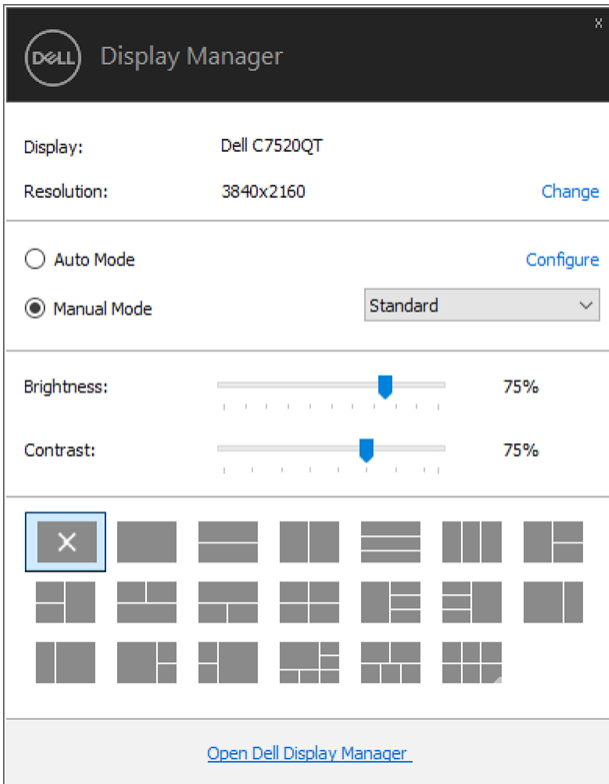 x
DELL Display Manager
Display: Dell C7520QT
Resolution: 3840x2160 Change
Auto Mode Configure
Manual Mode Standard
Brightness: 75%
Contrast: 75%
Open Dell Display Manager